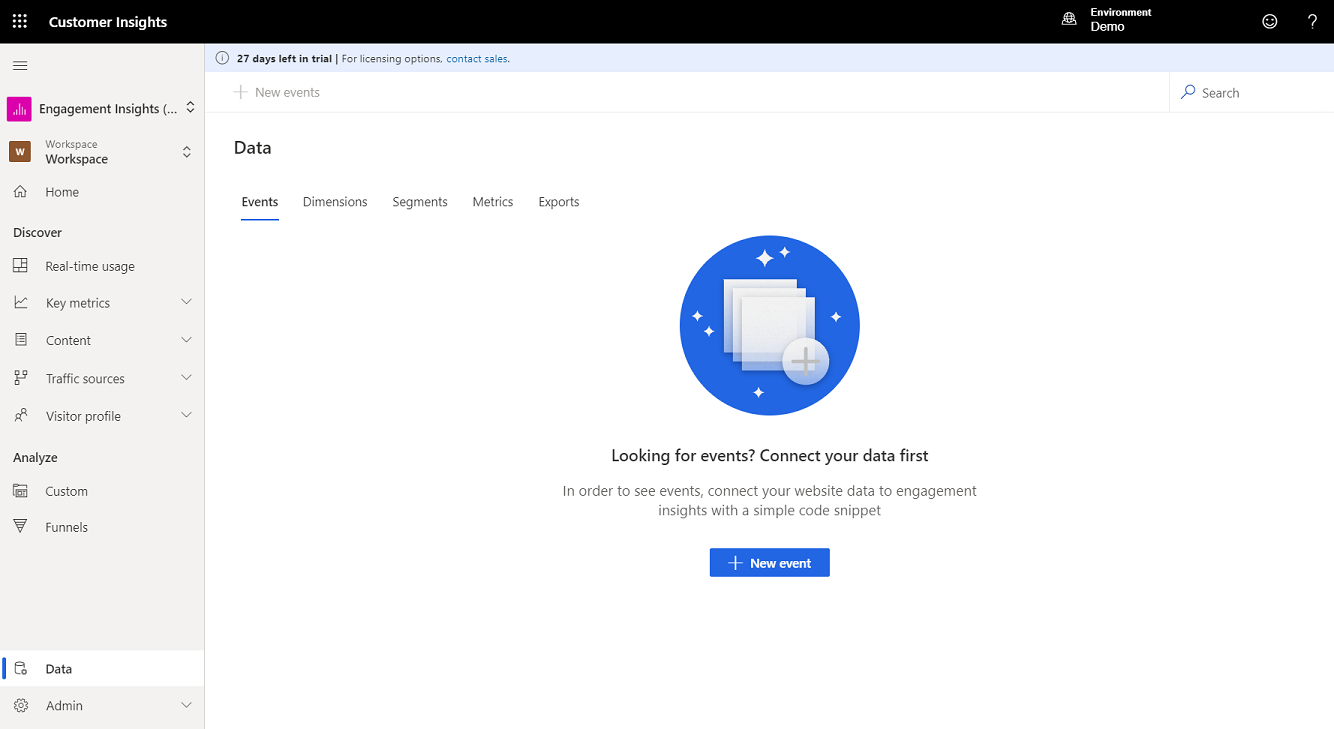 Customer Insights
Environment
Demo
?
27 days left in trial | For licensing options, contact sales.
Engagement Insights (...
W
Workspace
Workspace
Home
Discover
Real-time usage
Key metrics
Content
Traffic sources
Visitor profile
Analyze
Custom
Funnels
Data
Admin
New events
Search
Data
Events Dimensions Segments Metrics Exports
Looking for events? Connect your data first
In order to see events, connect your website data to engagement
insights with a simple code snippet
New event